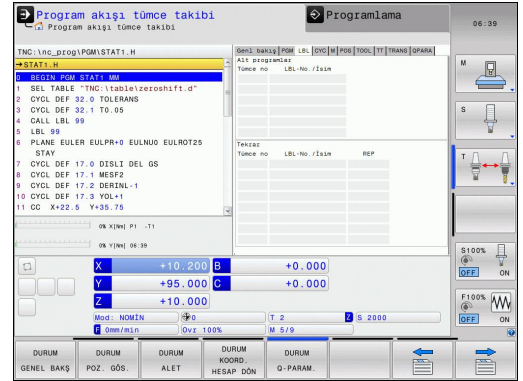 Program akışı tümce takibi
Program akışı tümce takibi
Programlama
06:39
TNC:\nc_prog\PGM\STAT1.H
→STAT1.H
0 BEGIN PGM STAT1 MM
1 SEL TABLE "TNC:\table\zeroshift.d"
2 CYCL DEF 32.0 TOLERANS
3 CYCL DEF 32.1 T0.05
4 CALL LBL 99
5 LBL 99
6 PLANE EULER EULPR+0 EULNU0 EULROT25
STAY
7 CYCL DEF 17.0 DISLI DEL GS
8 CYCL DEF 17.1 MESF2
9 CYCL DEF 17.2 DERINL-1
10 CYCL DEF 17.3 YOL+1
11 CC X+22.5 Y+35.75
0% X[Nm] P1 -T1
0% Y[Nm] 06:39
Genl bakış PGM LBL CYC M POS TOOL TT TRANS QPARA
Alt programlar
Tümce no LBL-No./İsim
Tekrar
Tümce no LBL-No./İsim REP
X +10.200 B +0.000
Y +95.000 C +0.000
Z +10.000
Mod: NOMİN 0 T 2 Z S 2000
F 0mm/min Ovr 100% M 5/9
M
S
T
S100%
OFF ON
F100%
OFF ON
DURUM GENEL BAKŞ
DURUM POZ. GÖS.
DURUM ALET
DURUM KOORD. HESAP DÖN
DURUM Q-PARAM.